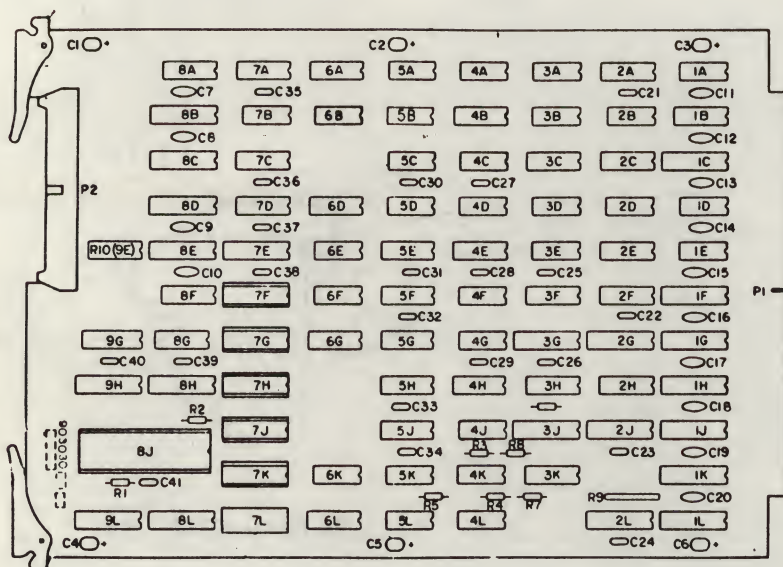 C1 + C2 + C3 +
8A 7A 6A 5A 4A 3A 2A 1A
C7 C35 C21 C11
8B 7B 6B 5B 4B 3B 2B 1B
C8 C12
8C 7C 5C 4C 3C 2C 1C
C36 C30 C27 C13
P2
8D 7D 6D 5D 4D 3D 2D 1D
C9 C37 C14
R10(9E) 8E 7E 6E 5E 4E 3E 2E 1E
C10 C38 C31 C28 C25 C15
8F 7F 6F 5F 4F 3F 2F 1F
P1
C32 C22 C16
9G 8G 7G 6G 5G 4G 3G 2G 1G
C40 C39 C29 C26 C17
9H 8H 7H 5H 4H 3H 2H 1H
C33 C18
R2
7J 5J 4J 3J 2J 1J
R3 R8
8J
C34 C23 C19
7K 6K 5K 4K 3K 1K
R1 C41
R5 R4 R7 R9 C20
9L 8L 7L 6L 5L 4L 2L 1L
C24
C4 + C5 + C6 +